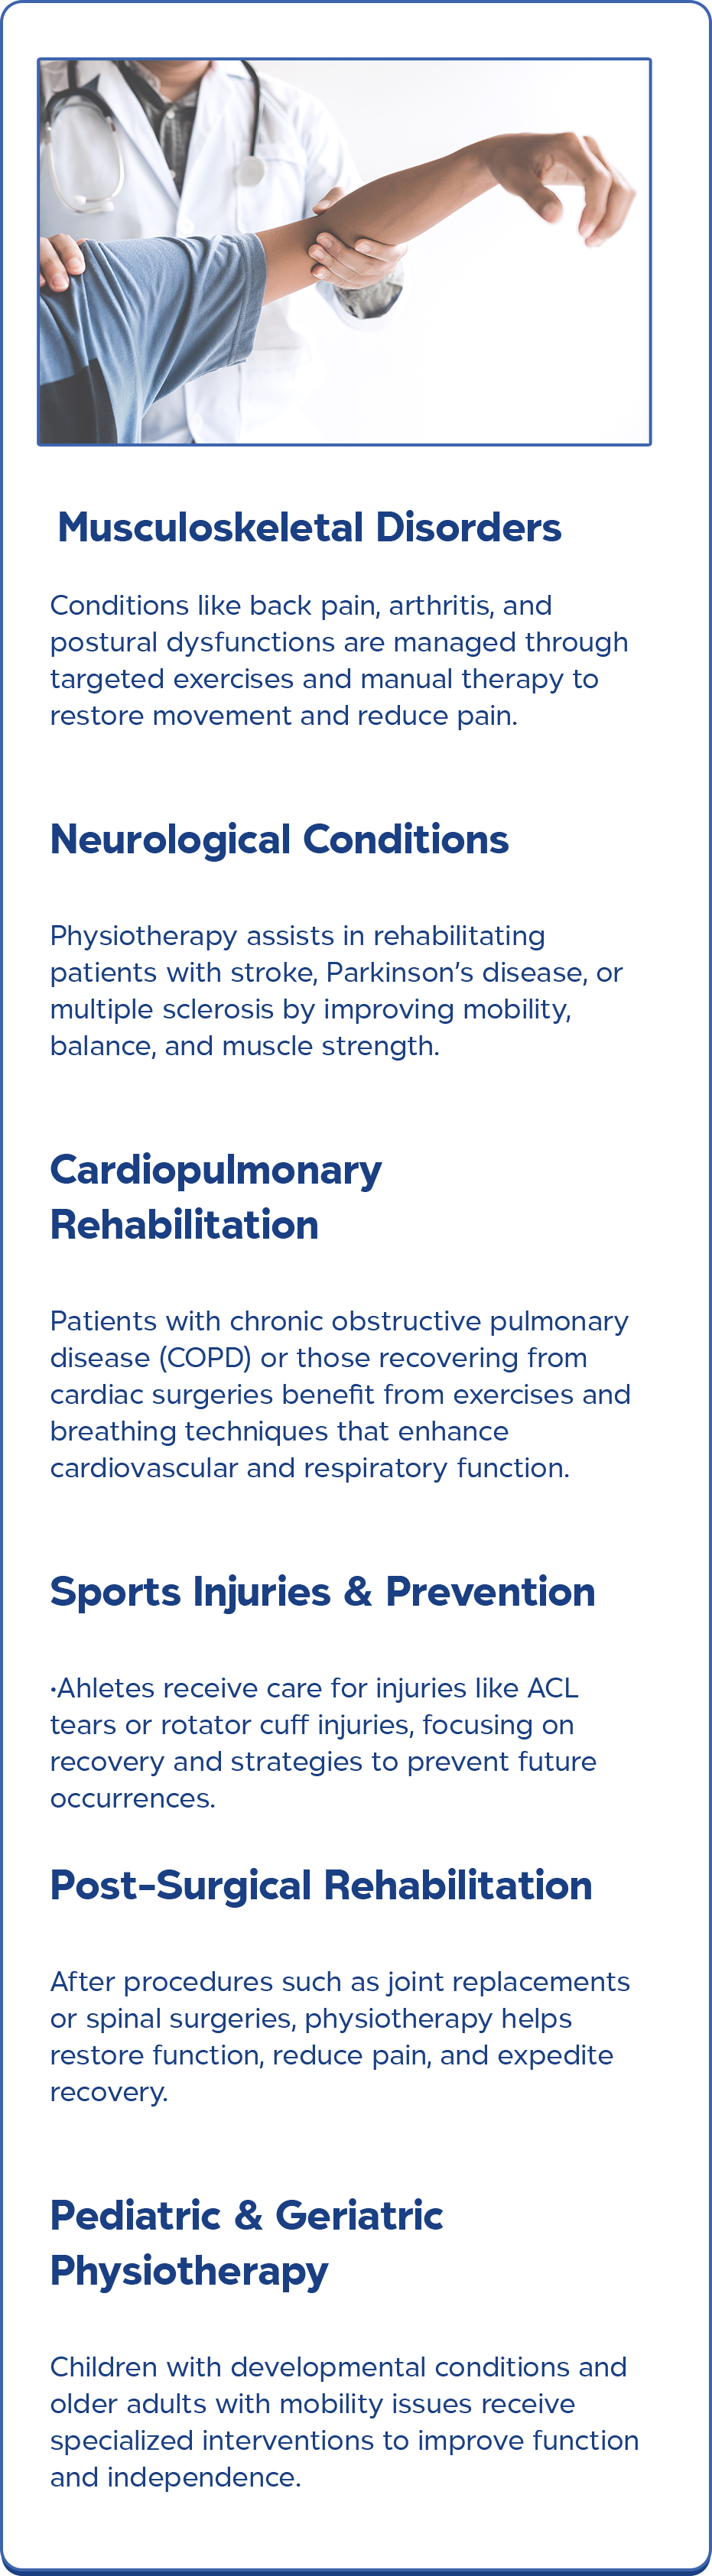 Musculoskeletal Disorders
Conditions like back pain, arthritis, and
postural dysfunctions are managed through
targeted exercises and manual therapy to
restore movement and reduce pain.
Neurological Conditions
Physiotherapy assists in rehabilitating
patients with stroke, Parkinson’s disease, or
multiple sclerosis by improving mobility,
balance, and muscle strength.
Cardiopulmonary
Rehabilitation
Patients with chronic obstructive pulmonary
disease (COPD) or those recovering from
cardiac surgeries benefit from exercises and
breathing techniques that enhance
cardiovascular and respiratory function.
Sports Injuries & Prevention
•Ahletes receive care for injuries like ACL
tears or rotator cuff injuries, focusing on
recovery and strategies to prevent future
occurrences.
Post-Surgical Rehabilitation
After procedures such as joint replacements
or spinal surgeries, physiotherapy helps
restore function, reduce pain, and expedite
recovery.
Pediatric & Geriatric
Physiotherapy
Children with developmental conditions and
older adults with mobility issues receive
specialized interventions to improve function
and independence.